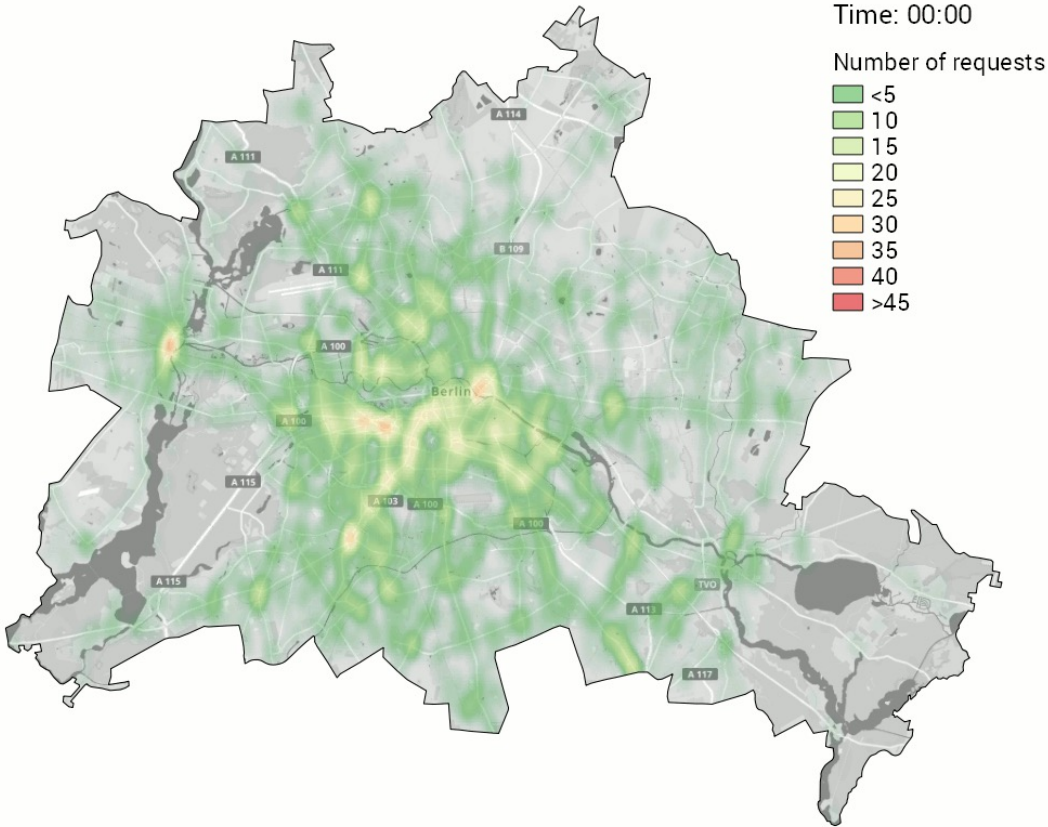 Time: 00:00
Number of requests
<5
10
15
20
25
30
35
40
>45
A 114
A 111
B 109
A 111
A 100
Berlin
A 100
A 115
A 103
A 100
A 100
A 115
TVO
A 113
A 117